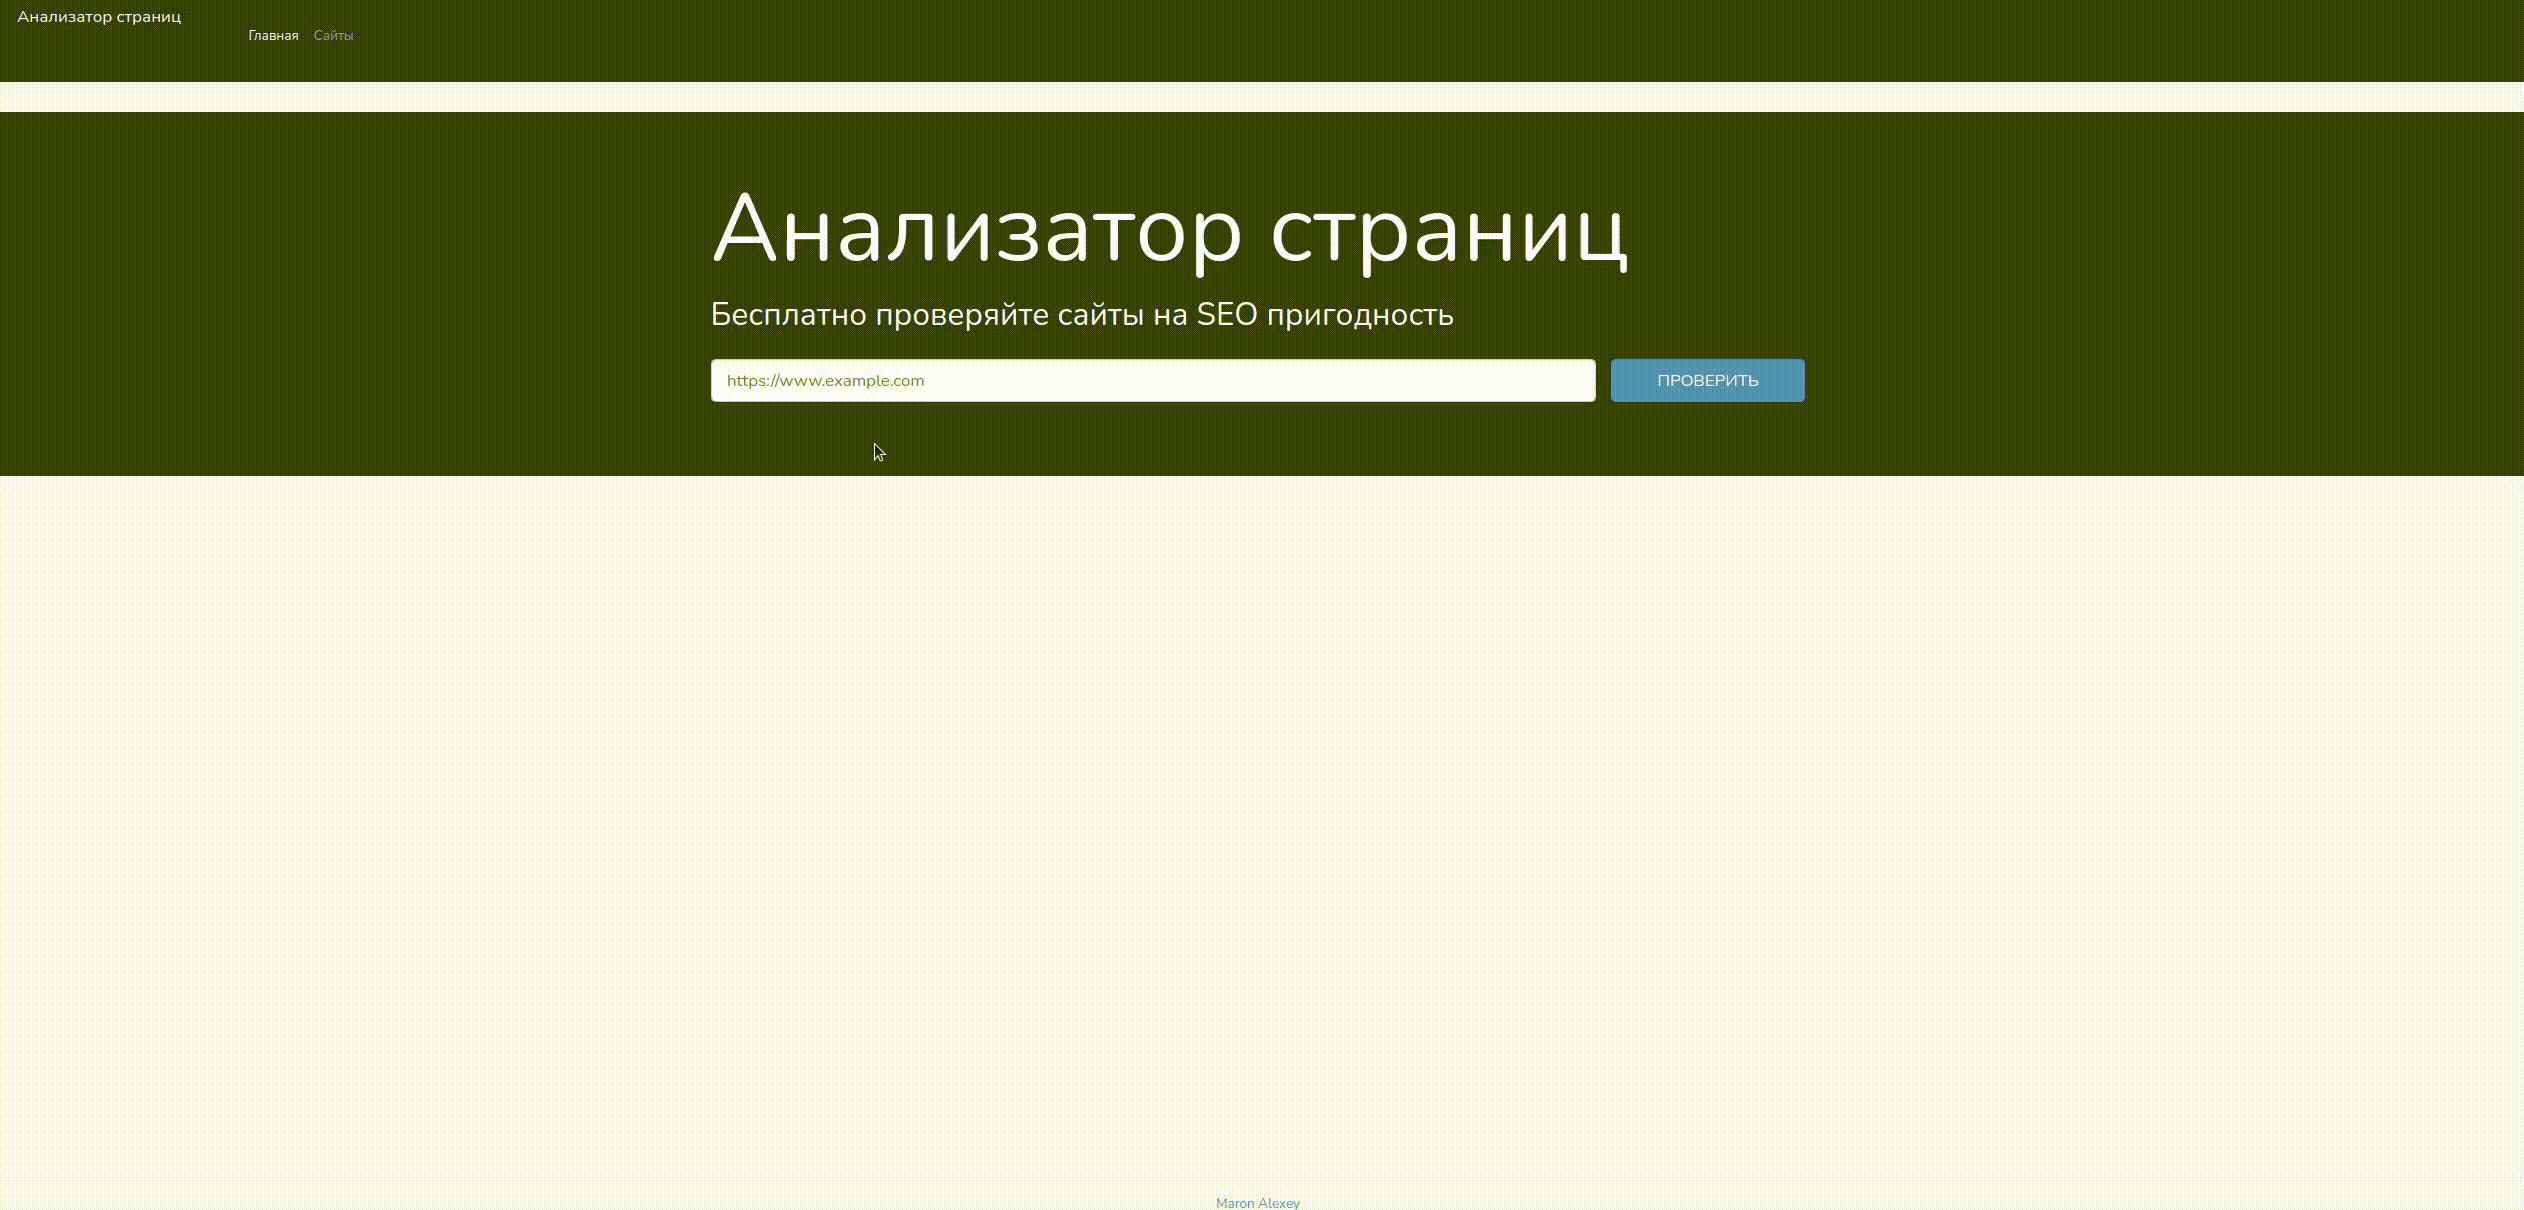 Анализатор страниц
Главная Сайты
Анализатор страниц
Бесплатно проверяйте сайты на SEO пригодность
https://www.example.com ПРОВЕРИТЬ
Maron Alexey